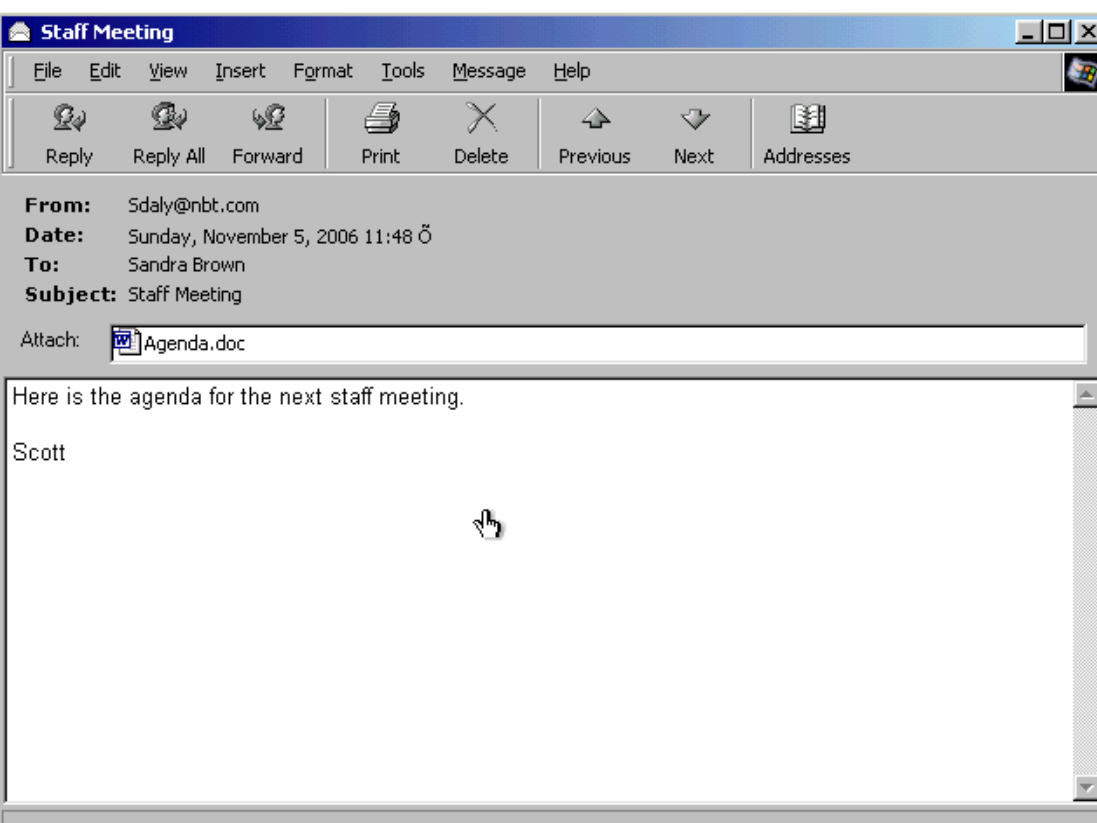 Staff Meeting
File Edit View Insert Format Tools Message Help
Reply Reply All Forward Print Delete Previous Next Addresses
From: Sdaly@nbt.com
Date: Sunday, November 5, 2006 11:48 Õ
To: Sandra Brown
Subject: Staff Meeting
Attach: Agenda.doc
Here is the agenda for the next staff meeting.
Scott